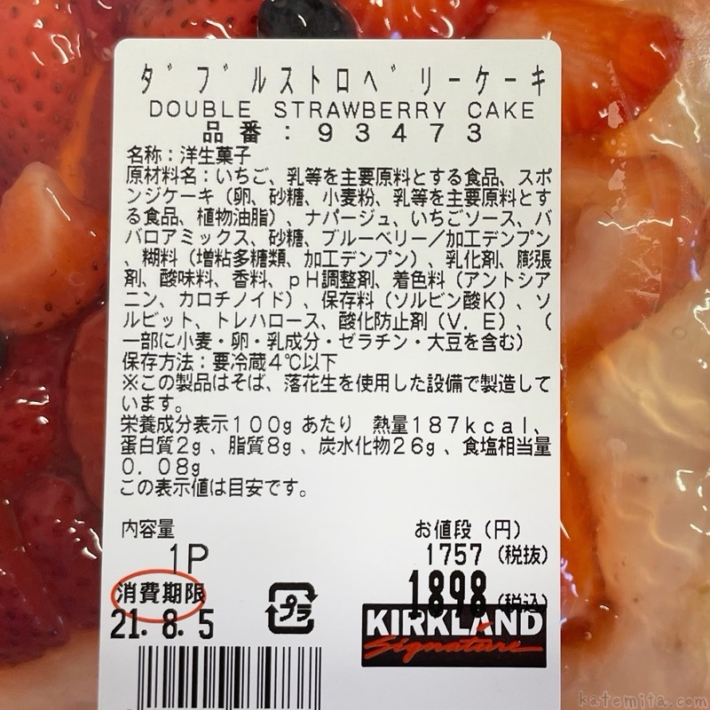 ダブルストロベリーケーキ
DOUBLE STRAWBERRY CAKE
品番:93473
名称:洋生菓子
原材料名:いちご、乳等を主要原料とする食品、スポ
ンジケーキ(卵、砂糖、小麦粉、乳等を主要原料とす
る食品、植物油脂)、ナパージュ、いちごソース、バ
バロアミックス、砂糖、ブルーベリー/加工デンプン
、糊料(増粘多糖類、加工デンプン)、乳化剤、膨張
剤、酸味料、香料、pH調整剤、着色料(アントシア
ニン、カロチノイド)、保存料(ソルビン酸K)、ソ
ルビット、トレハロース、酸化防止剤(V.E)、(
一部に小麦・卵・乳成分・ゼラチン・大豆を含む)
保存方法:要冷蔵4℃以下
※この製品はそば、落花生を使用した設備で製造して
います。
栄養成分表示100gあたり 熱量187kcal、
蛋白質2g、脂質8g、炭水化物26g、食塩相当量
0.08g
この表示値は目安です。
内容量 お値段(円)
1P 1757(税抜)
消費期限 1898(税込)
21.8.5 プラ KIRKLAND
Signature
katemita.com